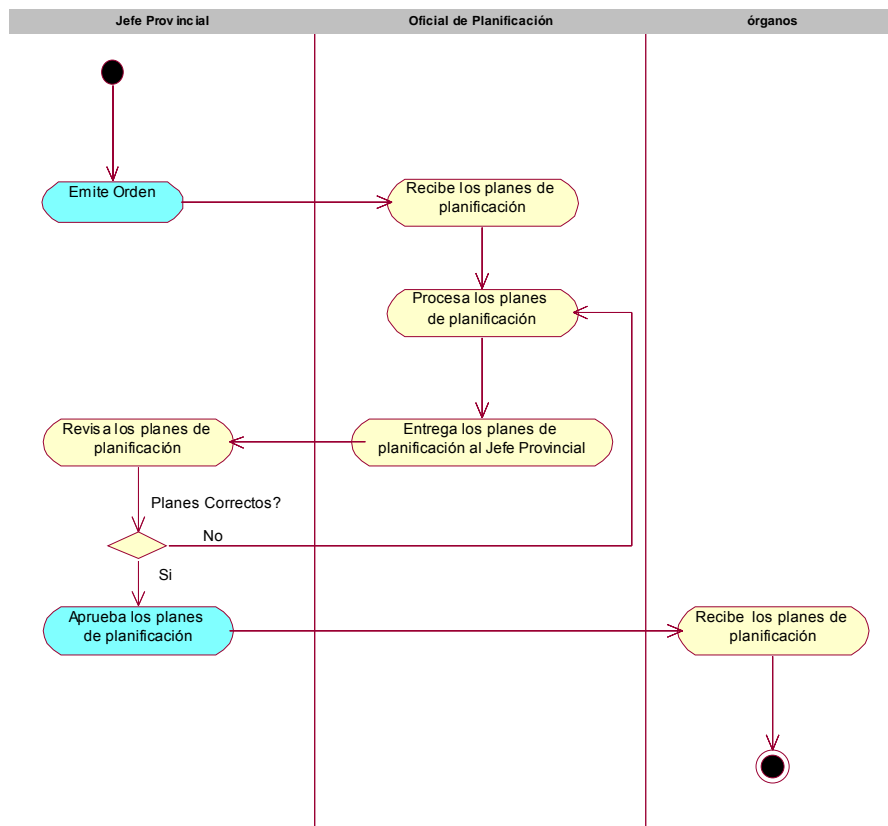 Jefe Provincial
Oficial de Planificación
órganos
Emite Orden
Recibe los planes de
planificación
Procesa los planes
de planificación
Revisa los planes de
planificación
Entrega los planes de
planificación al Jefe Provincial
Planes Correctos?
No
Si
Aprueba los planes
de planificación
Recibe los planes de
planificación